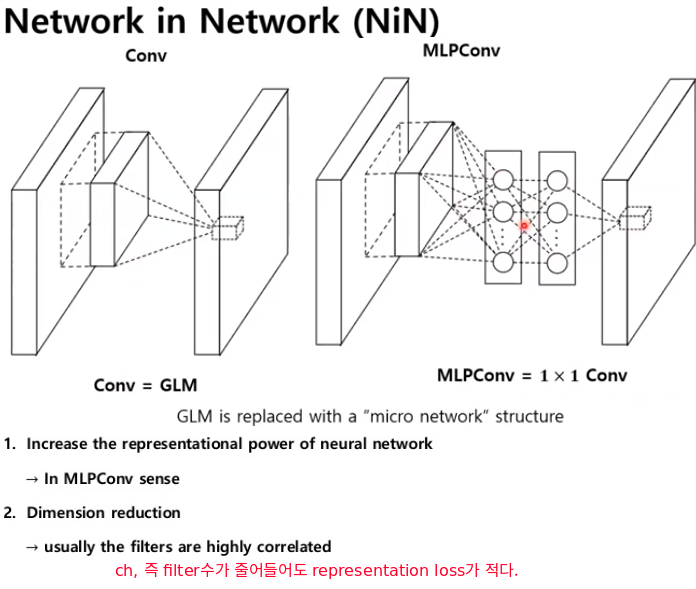 Network in Network (NiN)
Conv
MLPConv
Conv = GLM
MLPConv = 1 × 1 Conv
GLM is replaced with a "micro network" structure
1. Increase the representational power of neural network
→ In MLPConv sense
2. Dimension reduction
→ usually the filters are highly correlated
ch, 즉 filter수가 줄어들어도 representation loss가 적다.